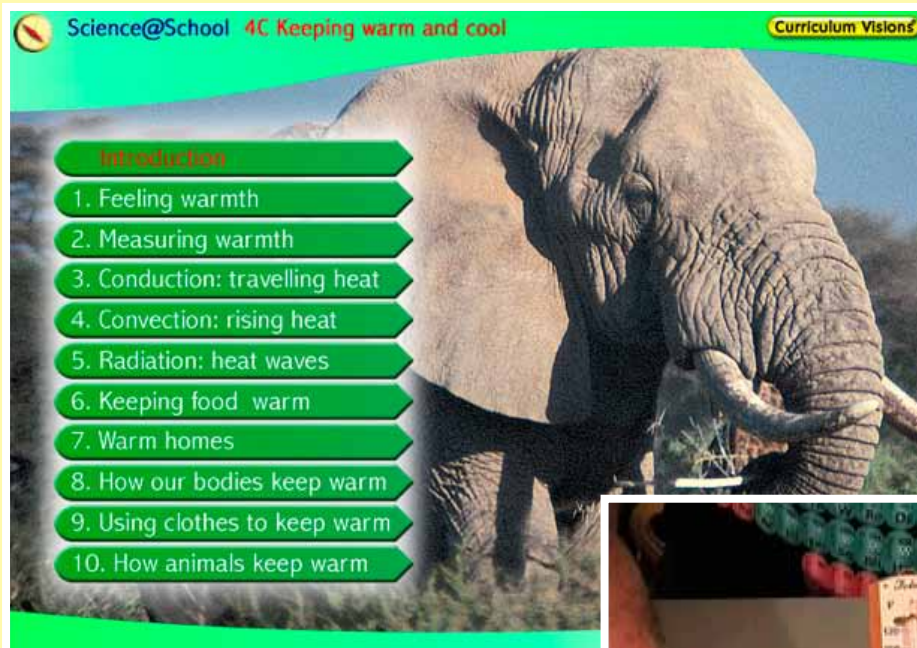 Science@School 4C Keeping warm and cool
Curriculum Visions
Introduction
1. Feeling warmth
2. Measuring warmth
3. Conduction: travelling heat
4. Convection: rising heat
5. Radiation: heat waves
6. Keeping food warm
7. Warm homes
8. How our bodies keep warm
9. Using clothes to keep warm
10. How animals keep warm